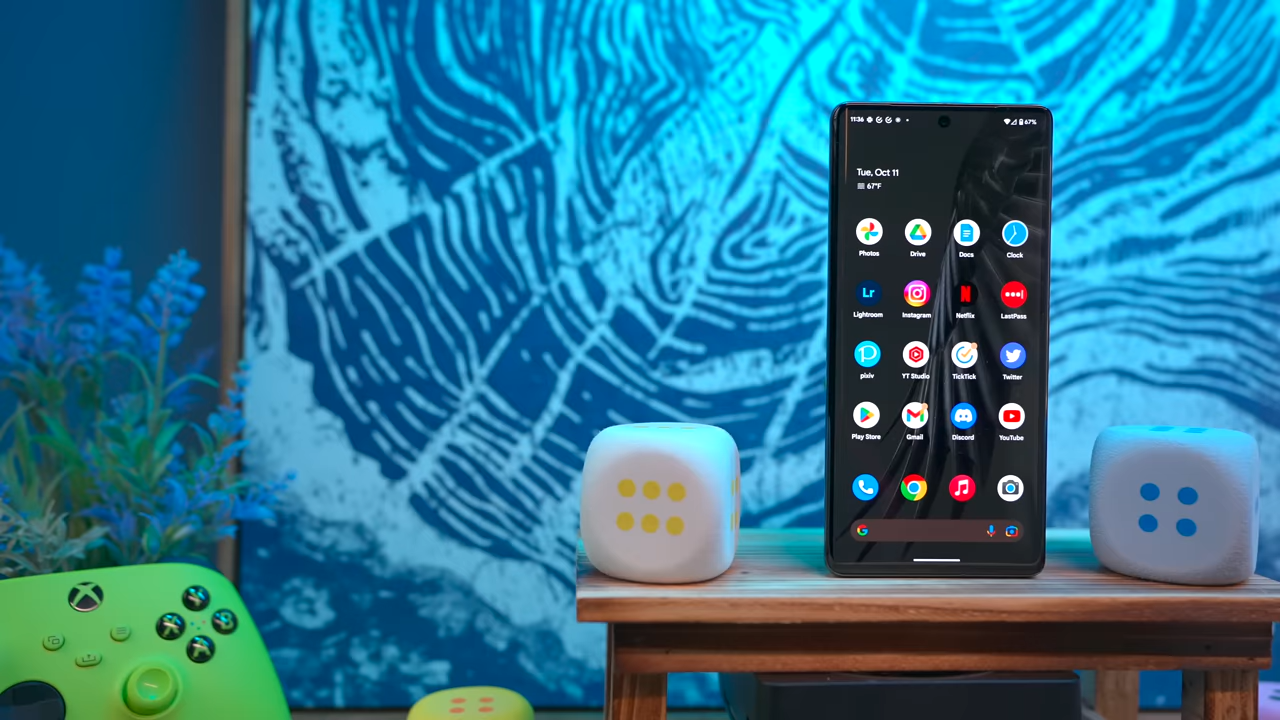 11:36 67%
Tue, Oct 11
67°F
Photos Drive Docs Clock
Lr
Lightroom Instagram Netflix LastPass
pixiv YT Studio TickTick Twitter
Play Store Gmail Discord YouTube